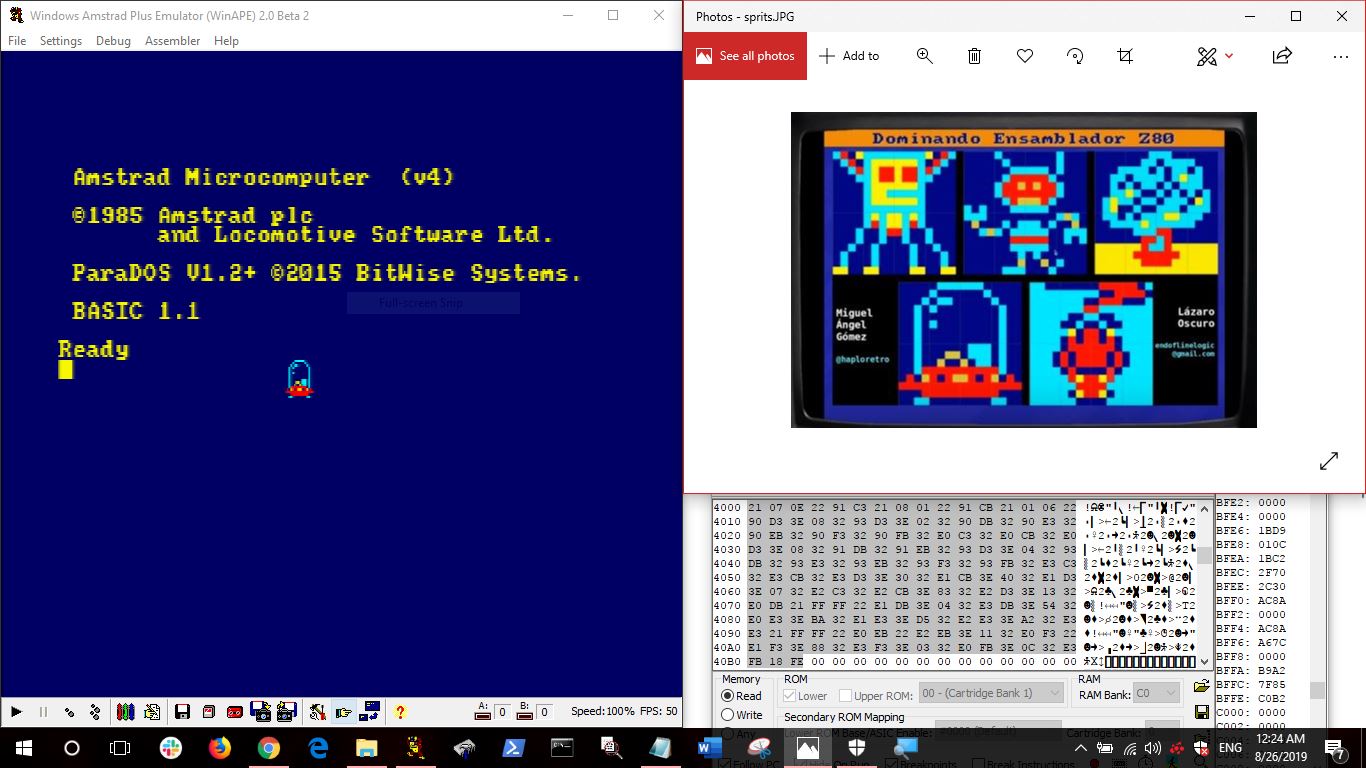 Windows Amstrad Plus Emulator (WinAPE) 2.0 Beta 2
File Settings Debug Assembler Help
Amstrad Microcomputer (v4)
©1985 Amstrad plc
and Locomotive Software Ltd.
ParaDOS V1.2+ ©2015 BitWise Systems.
Full-screen Snip
BASIC 1.1
Ready
A: 0 B: 0 Speed:100% FPS: 50
Photos - sprits.JPG
See all photos
Add to
Dominando Ensamblador Z80
Miguel
Ángel
Gómez
@haploretro
Lázaro
Oscuro
endoflinelogic
@gmail.com
4000 21 07 0E 22 91 C3 21 08 01 22 91 CB 21 01 06 22
4010 90 D3 3E 08 32 93 D3 3E 02 32 90 DB 32 90 E3 32
4020 90 EB 32 90 F3 32 90 FB 32 E0 C3 32 E0 CB 32 E0
4030 D3 3E 08 32 91 DB 32 91 EB 32 93 D3 3E 04 32 93
4040 DB 32 93 E3 32 93 EB 32 93 F3 32 93 FB 32 E3 C3
4050 32 E3 CB 32 E3 D3 3E 30 32 E1 CB 3E 40 32 E1 D3
4060 3E 07 32 E2 C3 32 E2 CB 3E 83 32 E2 D3 3E 13 32
4070 E0 DB 21 FF FF 22 E1 DB 3E 04 32 E3 DB 3E 54 32
4080 E0 E3 3E BA 32 E1 E3 3E D5 32 E2 E3 3E A2 32 E3
4090 E3 21 FF FF 22 E0 EB 22 E2 EB 3E 11 32 E0 F3 22
40A0 E1 F3 3E 88 32 E3 F3 3E 03 32 E0 FB 3E 0C 32 E3
40B0 FB 18 FE 00 00 00 00 00 00 00 00 00 00 00 00 00
BFE2: 0000
BFE4: 0000
BFE6: 1BD9
BFE8: 010C
BFEA: 1BC2
BFEC: 2F70
BFEE: 2C30
BFF0: AC8A
BFF2: 0000
BFF4: AC8A
BFF6: A67C
BFF8: 0000
BFFA: B9A2
BFFC: 7F85
BFFE: C0B2
C000: 0000
C002: 0000
Memory
Read
Write
Any
ROM
Lower Upper ROM: 00 - (Cartridge Bank 1)
RAM
RAM Bank: C0
Secondary ROM Mapping
Lower ROM Base/ASIC Enable: #0000 (Default) Cartridge Bank: 0
Follow PC Hide On Run Breakpoints Break Instructions
ENG
12:24 AM
8/26/2019
7